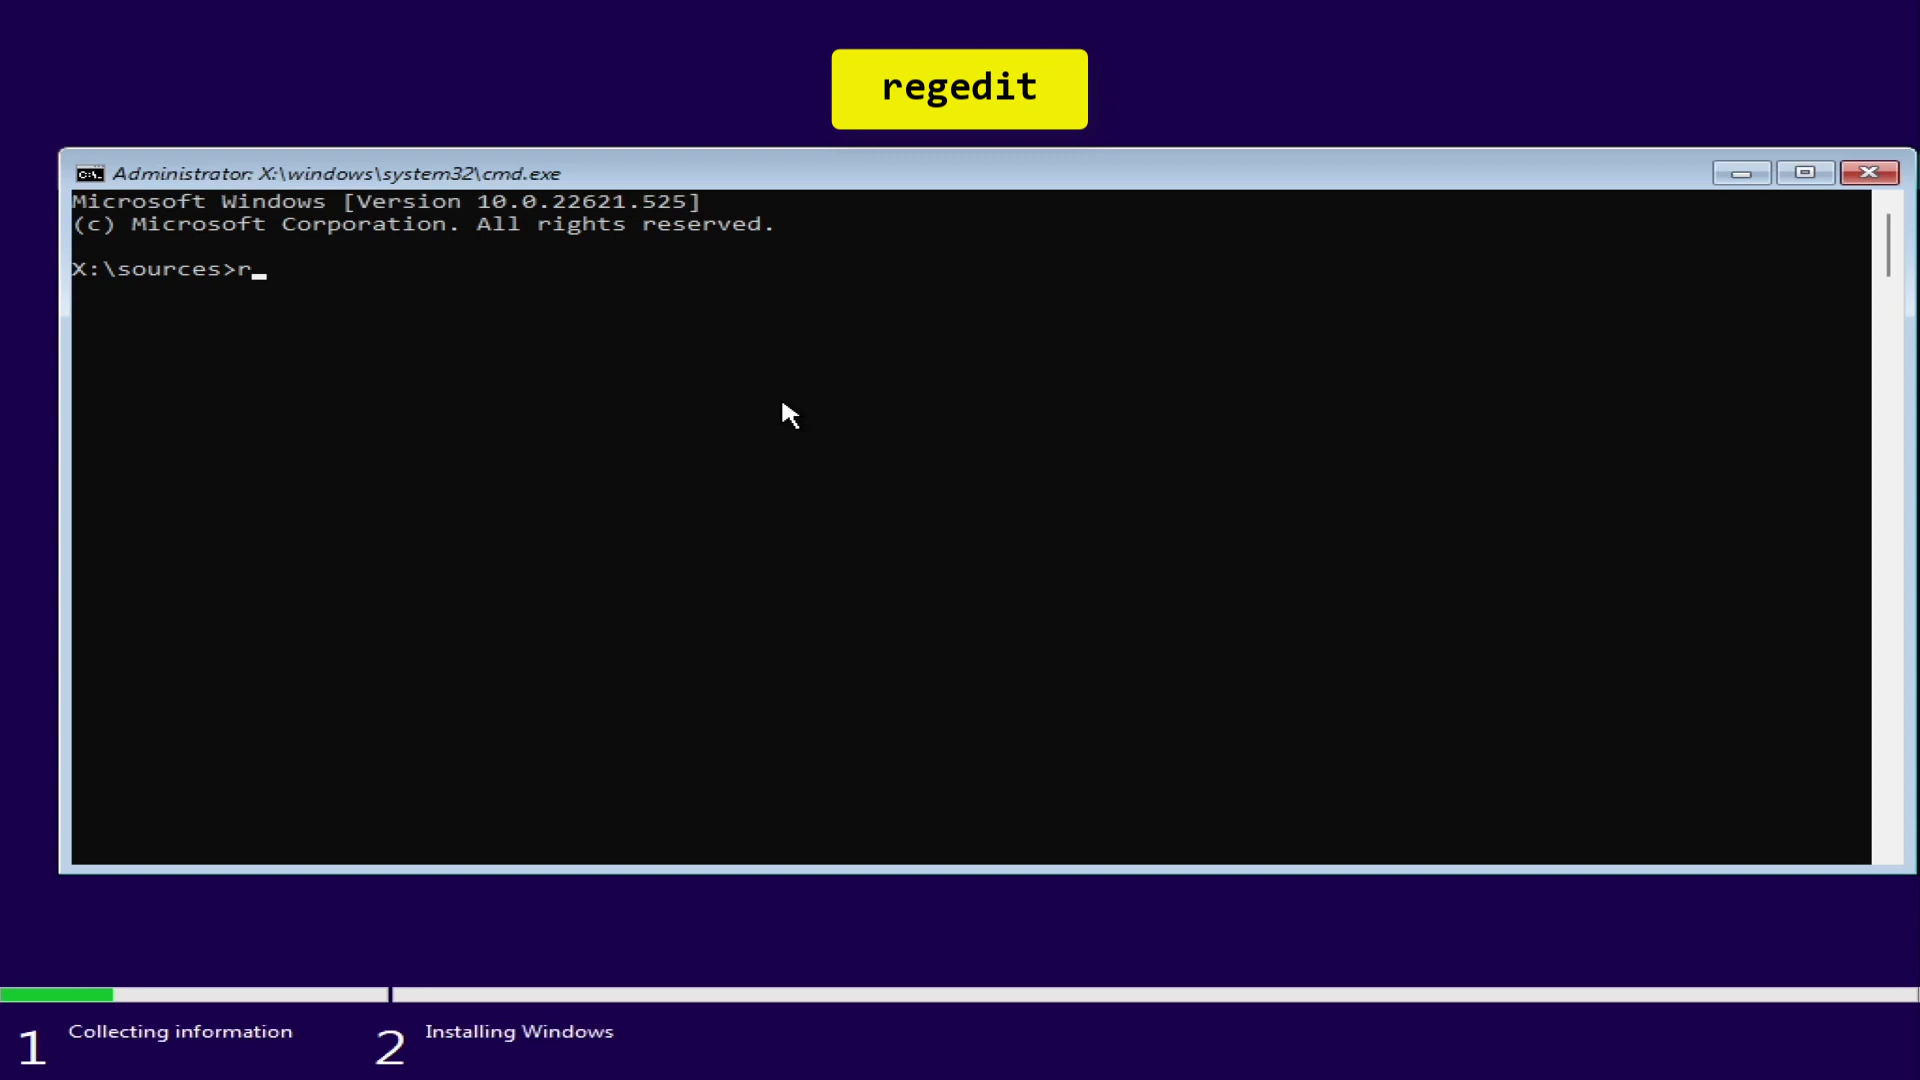 regedit
Administrator: X:\windows\system32\cmd.exe
Microsoft Windows [Version 10.0.22621.525]
(c) Microsoft Corporation. All rights reserved.
X:\sources>r_
1 Collecting information 2 Installing Windows